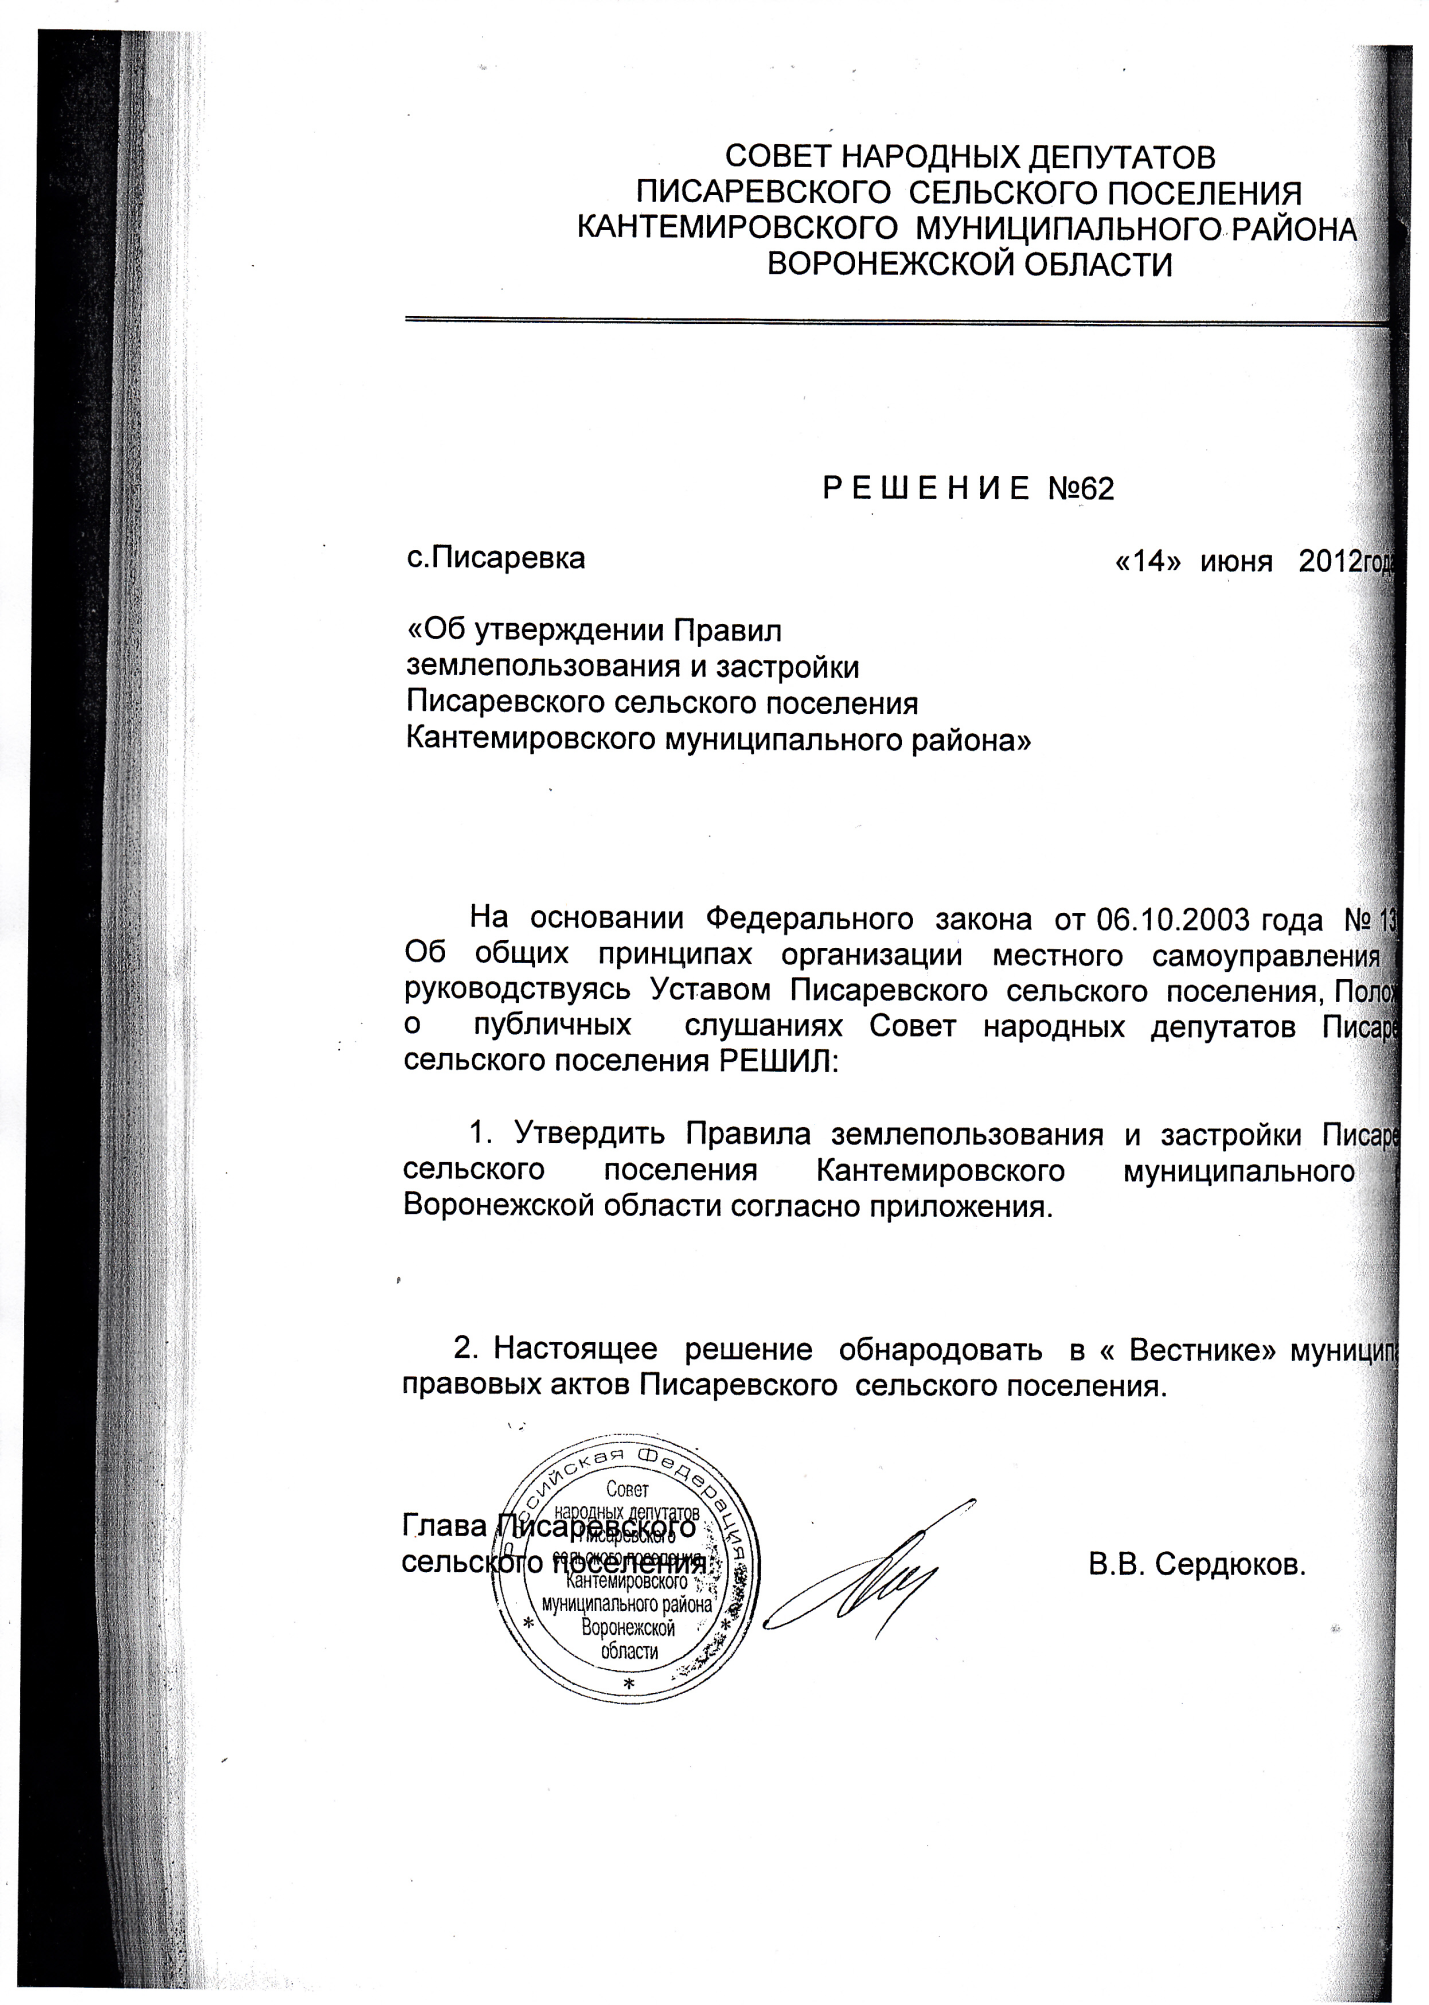 СОВЕТ НАРОДНЫХ ДЕПУТАТОВ
ПИСАРЕВСКОГО СЕЛЬСКОГО ПОСЕЛЕНИЯ
КАНТЕМИРОВСКОГО МУНИЦИПАЛЬНОГО РАЙОНА
ВОРОНЕЖСКОЙ ОБЛАСТИ
Р Е Ш Е Н И Е №62
с.Писаревка «14» июня 2012года
«Об утверждении Правил
землепользования и застройки
Писаревского сельского поселения
Кантемировского муниципального района»
На основании Федерального закона от 06.10.2003 года № 13
Об общих принципах организации местного самоуправления
руководствуясь Уставом Писаревского сельского поселения, Полож
о публичных слушаниях Совет народных депутатов Писаре
сельского поселения РЕШИЛ:
1. Утвердить Правила землепользования и застройки Писаре
сельского поселения Кантемировского муниципального
Воронежской области согласно приложения.
2. Настоящее решение обнародовать в « Вестнике» муницип
правовых актов Писаревского сельского поселения.
Российская Федерация
Совет
народных депутатов
Писаревского
сельского поселения
Кантемировского
муниципального района
Воронежской
области
Глава Писаревского
сельского поселения: В.В. Сердюков.